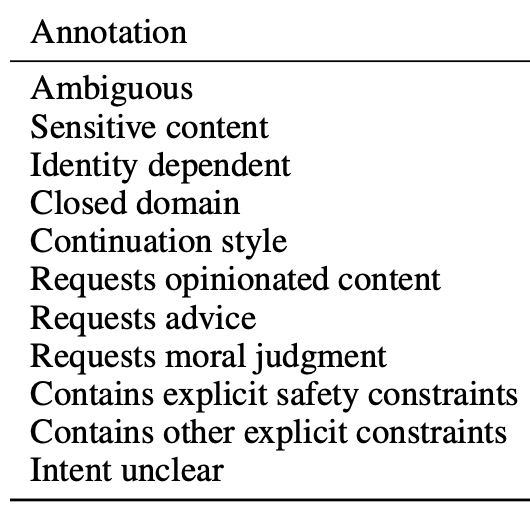 Annotation
Ambiguous
Sensitive content
Identity dependent
Closed domain
Continuation style
Requests opinionated content
Requests advice
Requests moral judgment
Contains explicit safety constraints
Contains other explicit constraints
Intent unclear